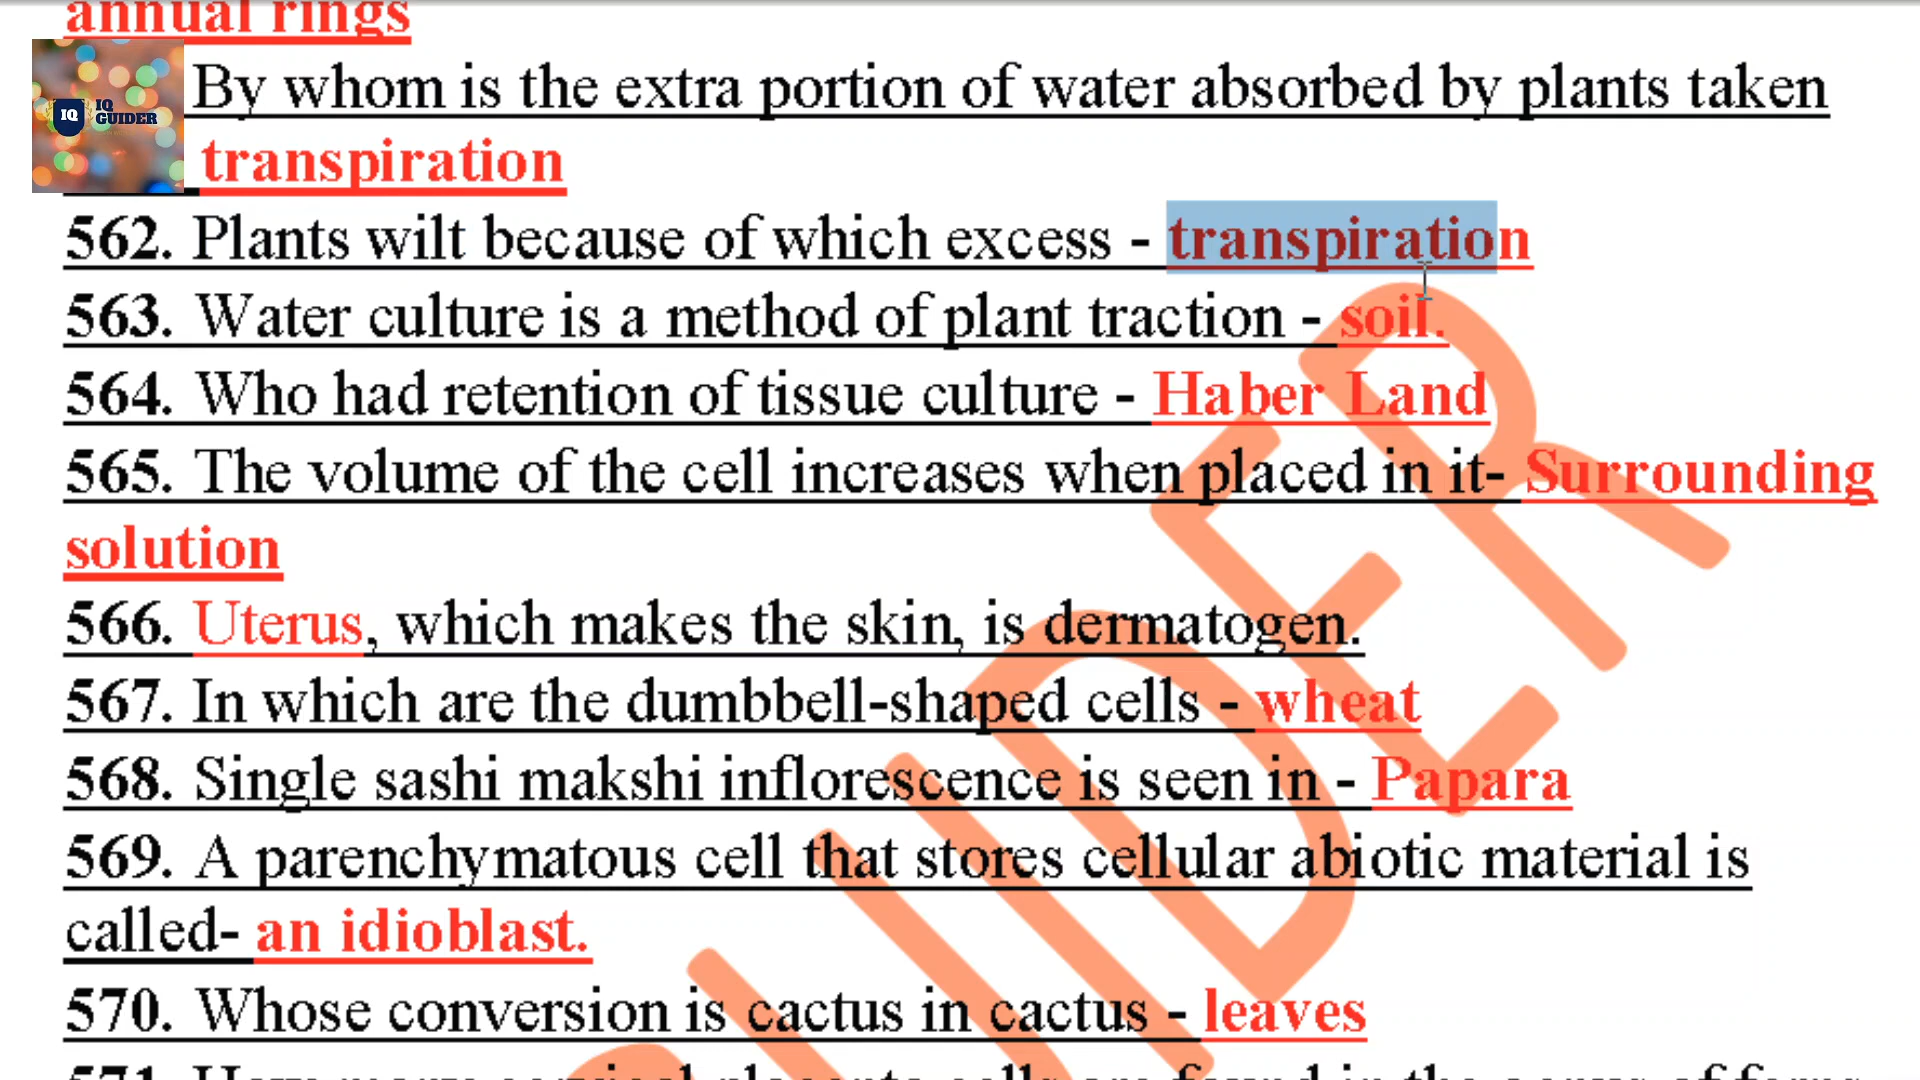 annual rings
IQ
IQ
GUIDER
By whom is the extra portion of water absorbed by plants taken
transpiration
562. Plants wilt because of which excess - transpiration
563. Water culture is a method of plant traction - soil.
564. Who had retention of tissue culture - Haber Land
565. The volume of the cell increases when placed in it- Surrounding
solution
566. Uterus, which makes the skin, is dermatogen.
567. In which are the dumbbell-shaped cells - wheat
568. Single sashi makshi inflorescence is seen in - Papara
569. A parenchymatous cell that stores cellular abiotic material is
called- an idioblast.
570. Whose conversion is cactus in cactus - leaves
GUIDER